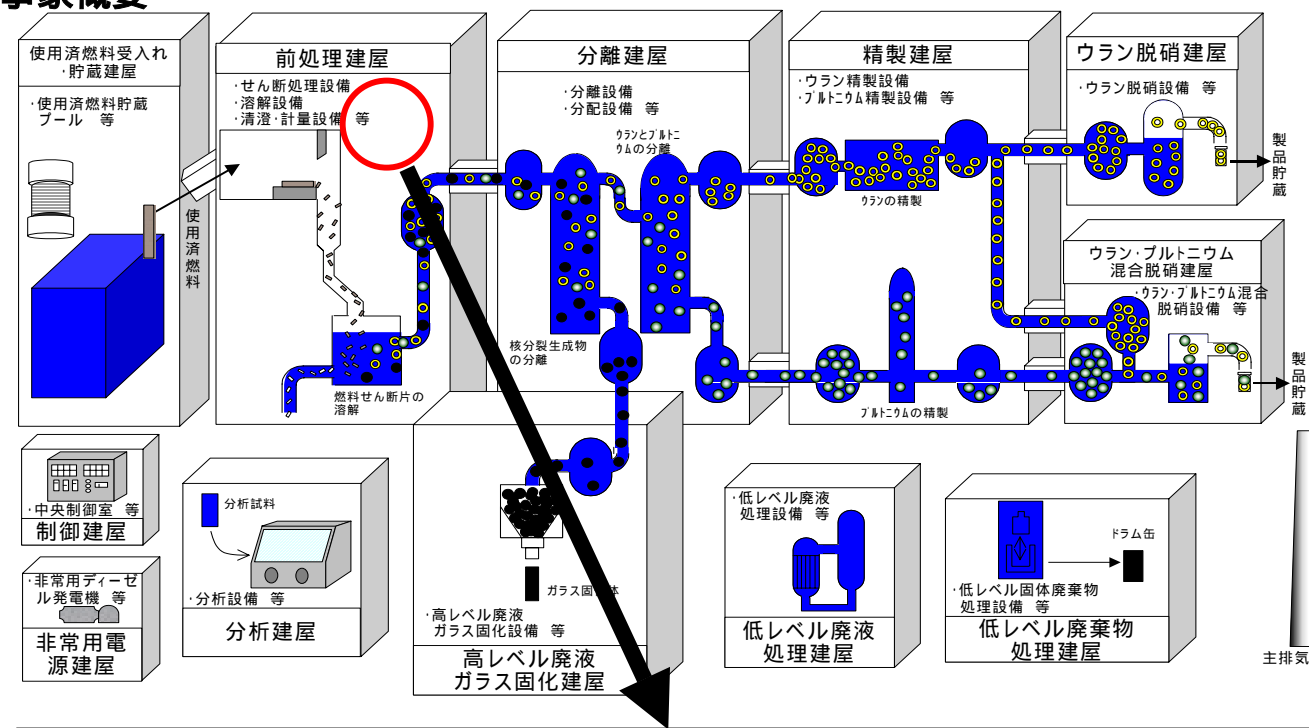 事象概要
使用済燃料受入れ
・貯蔵建屋
・使用済燃料貯蔵
プール 等
使用済燃料
前処理建屋
・せん断処理設備
・溶解設備
・清澄・計量設備 等
燃料せん断片の
溶解
分離建屋
・分離設備
・分配設備 等
ウランとプルトニ
ウムの分離
核分裂生成物
の分離
精製建屋
・ウラン精製設備
・プルトニウム精製設備 等
ウランの精製
プルトニウムの精製
ウラン脱硝建屋
・ウラン脱硝設備 等
製品貯蔵
ウラン・プルトニウム
混合脱硝建屋
・ウラン・プルトニウム混合
脱硝設備 等
製品貯蔵
・中央制御室 等
制御建屋
・非常用ディーゼ
ル発電機 等
非常用電
源建屋
分析試料
・分析設備 等
分析建屋
ガラス固体
・高レベル廃液
ガラス固化設備 等
高レベル廃液
ガラス固化建屋
・低レベル廃液
処理設備 等
低レベル廃液
処理建屋
ドラム缶
・低レベル固体廃棄物
処理設備 等
低レベル廃棄物
処理建屋
主排気